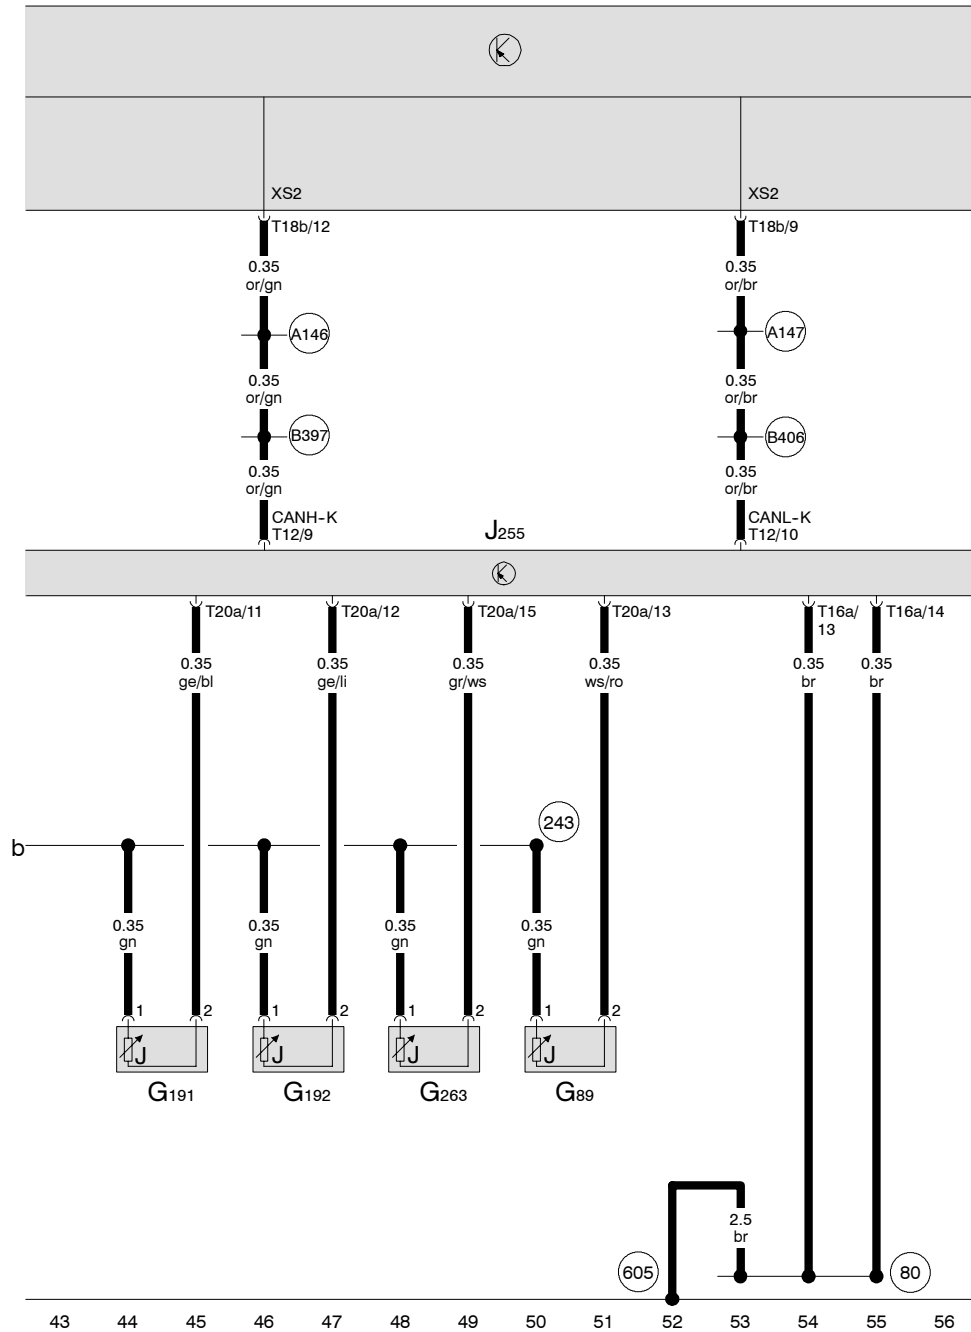 XS2 XS2
T18b/12 T18b/9
0.35 0.35
or/gn or/br
A146 A147
0.35 0.35
or/gn or/br
B397 B406
0.35 0.35
or/gn or/br
CANH-K CANL-K
T12/9 J255 T12/10
T20a/11 T20a/12 T20a/15 T20a/13 T16a/ T16a/14
13
0.35 0.35 0.35 0.35 0.35 0.35
ge/bl ge/li gr/ws ws/ro br br
243
b
0.35 0.35 0.35 0.35
gn gn gn gn
1 2 1 2 1 2 1 2
J J J J
G191 G192 G263 G89
2.5
br
605 80
43 44 45 46 47 48 49 50 51 52 53 54 55 56